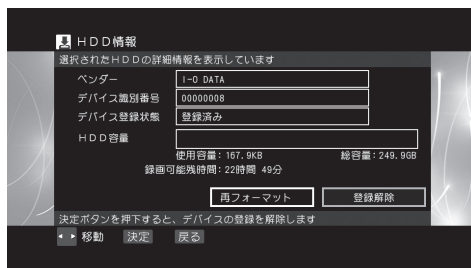 HDD情報
選択されたHDDの詳細情報を表示しています
ベンダー I-O DATA
デバイス識別番号 00000008
デバイス登録状態 登録済み
HDD容量
使用容量:167.9KB 総容量:249.9GB
録画可能残時間:22時間 49分
再フォーマット 登録解除
決定ボタンを押下すると、デバイスの登録を解除します
移動 決定 戻る